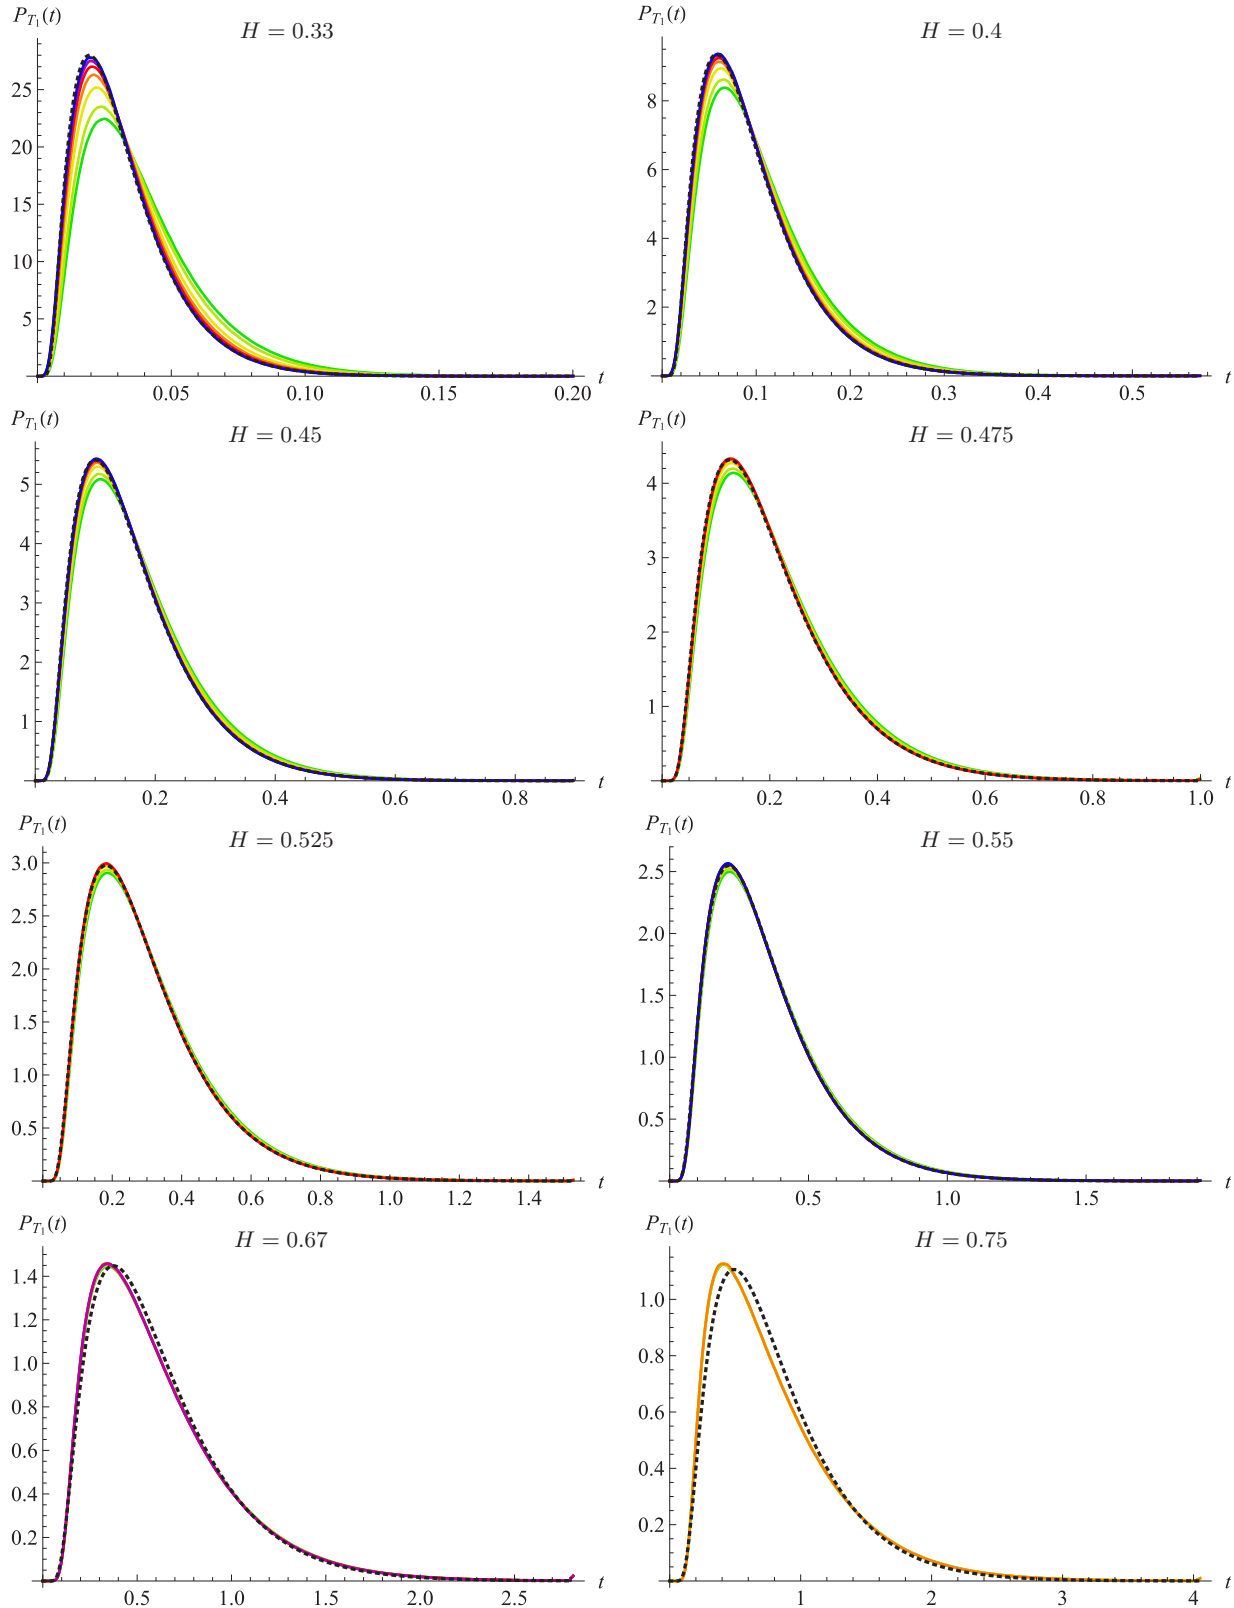 P_{T_1}(t)
H = 0.33
25
20
15
10
5
0.05 0.10 0.15 0.20 t
P_{T_1}(t)
H = 0.4
8
6
4
2
0.1 0.2 0.3 0.4 0.5 t
P_{T_1}(t)
H = 0.45
5
4
3
2
1
0.2 0.4 0.6 0.8 t
P_{T_1}(t)
H = 0.475
4
3
2
1
0.2 0.4 0.6 0.8 1.0 t
P_{T_1}(t)
H = 0.525
3.0
2.5
2.0
1.5
1.0
0.5
0.2 0.4 0.6 0.8 1.0 1.2 1.4 t
P_{T_1}(t)
H = 0.55
2.5
2.0
1.5
1.0
0.5
0.5 1.0 1.5 t
P_{T_1}(t)
H = 0.67
1.4
1.2
1.0
0.8
0.6
0.4
0.2
0.5 1.0 1.5 2.0 2.5 t
P_{T_1}(t)
H = 0.75
1.0
0.8
0.6
0.4
0.2
1 2 3 4 t